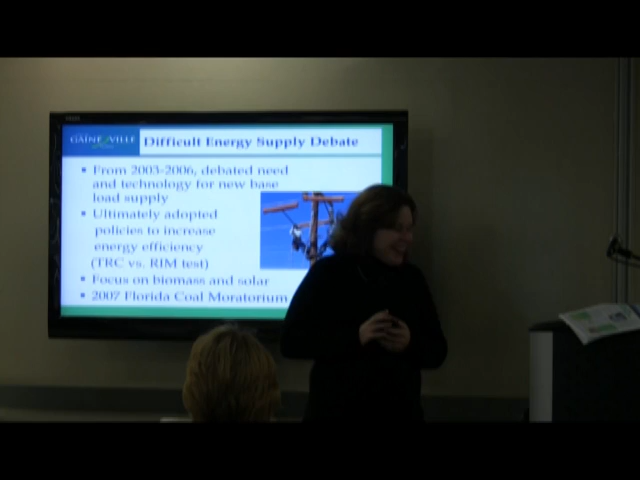 GAINESVILLE
Difficult Energy Supply Debate
▪ From 2003-2006, debated need
and technology for new base
load supply
▪ Ultimately adopted
policies to increase
energy efficiency
(TRC vs. RIM test)
▪ Focus on biomass and solar
▪ 2007 Florida Coal Moratorium